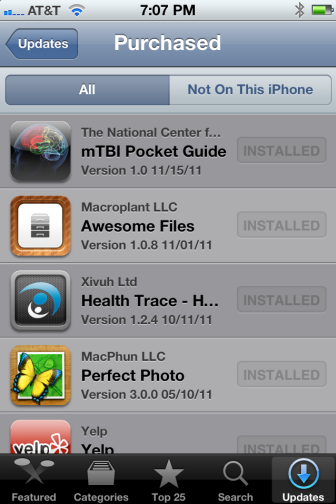 AT&T 7:07 PM
Updates
Purchased
All
Not On This iPhone
The National Center f...
mTBI Pocket Guide
INSTALLED
Version 1.0 11/15/11
Macroplant LLC
Awesome Files
INSTALLED
Version 1.0.8 11/01/11
Xivuh Ltd
Health Trace - H...
INSTALLED
Version 1.2.4 10/11/11
MacPhun LLC
Perfect Photo
INSTALLED
Version 3.0.0 05/10/11
yelp
Yelp
Yelp
INSTALLED
Featured
Categories
Top 25
Search
Updates